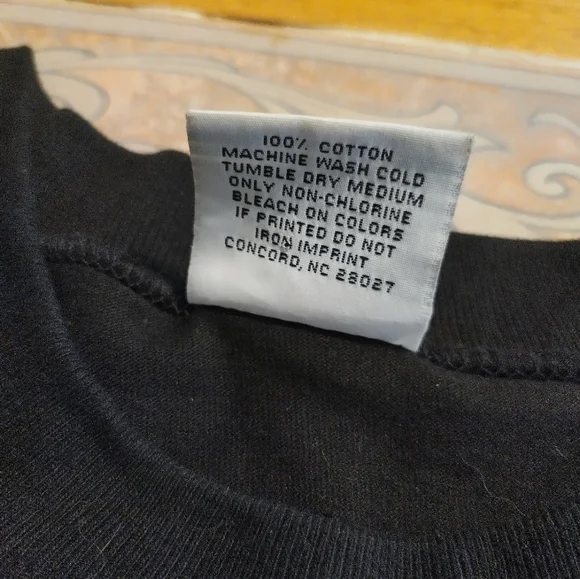 100% COTTON
MACHINE WASH COLD
TUMBLE DRY MEDIUM
ONLY NON-CHLORINE
BLEACH ON COLORS
IF PRINTED DO NOT
IRON IMPRINT
CONCORD, NC 28027